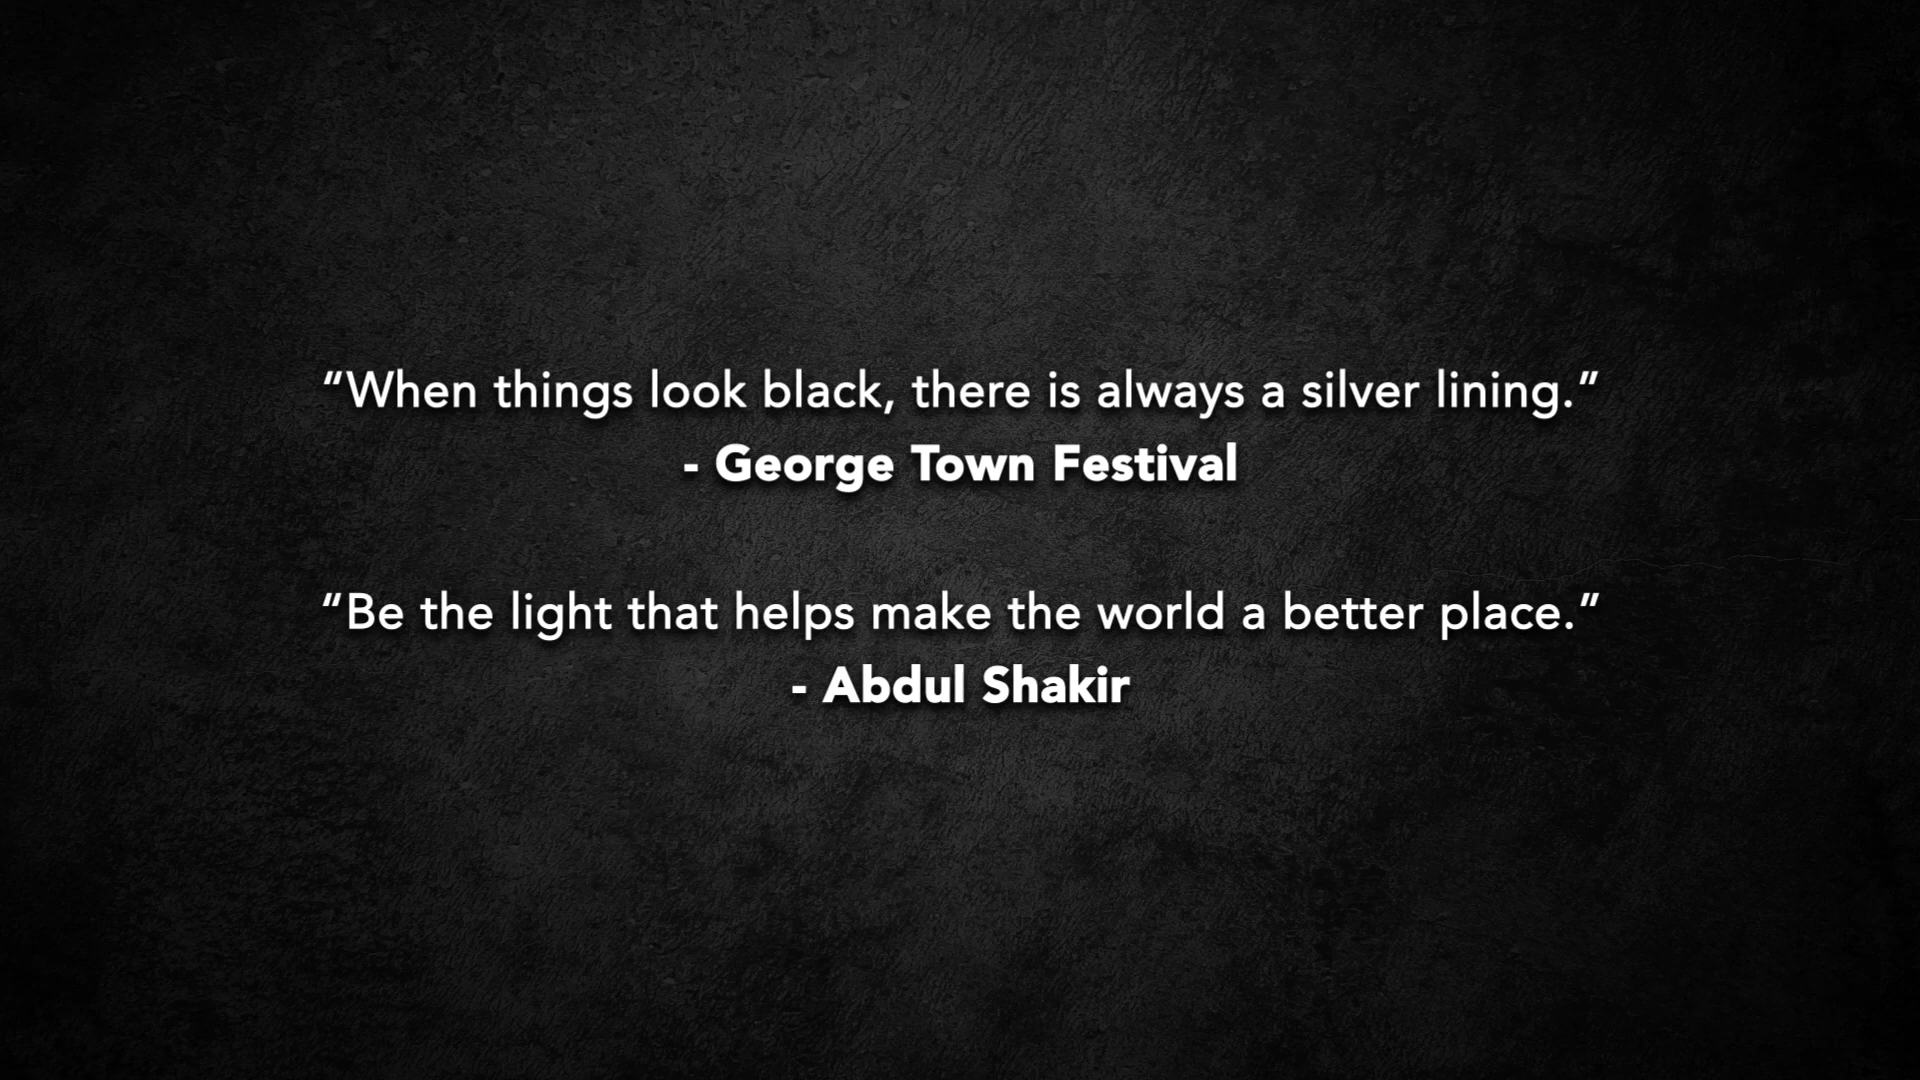 “When things look black, there is always a silver lining.”
- George Town Festival
“Be the light that helps make the world a better place.”
- Abdul Shakir